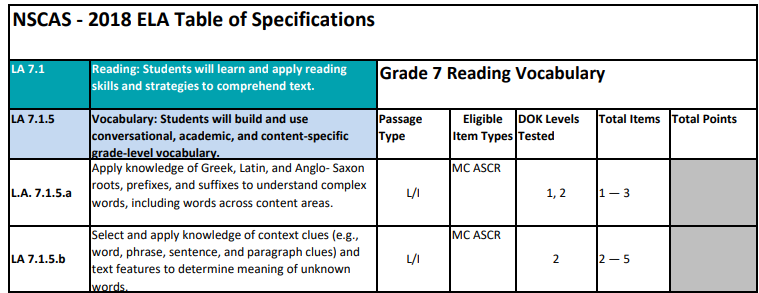 NSCAS - 2018 ELA Table of Specifications
LA 7.1
Reading: Students will learn and apply reading
skills and strategies to comprehend text.
Grade 7 Reading Vocabulary
LA 7.1.5
Vocabulary: Students will build and use
conversational, academic, and content-specific
grade-level vocabulary.
Passage
Type
Eligible
Item Types
DOK Levels
Tested
Total Items
Total Points
L.A. 7.1.5.a
Apply knowledge of Greek, Latin, and Anglo- Saxon
roots, prefixes, and suffixes to understand complex
words, including words across content areas.
L/I
MC ASCR
1, 2
1 — 3
LA 7.1.5.b
Select and apply knowledge of context clues (e.g.,
word, phrase, sentence, and paragraph clues) and
text features to determine meaning of unknown
words.
L/I
MC ASCR
2
2 — 5